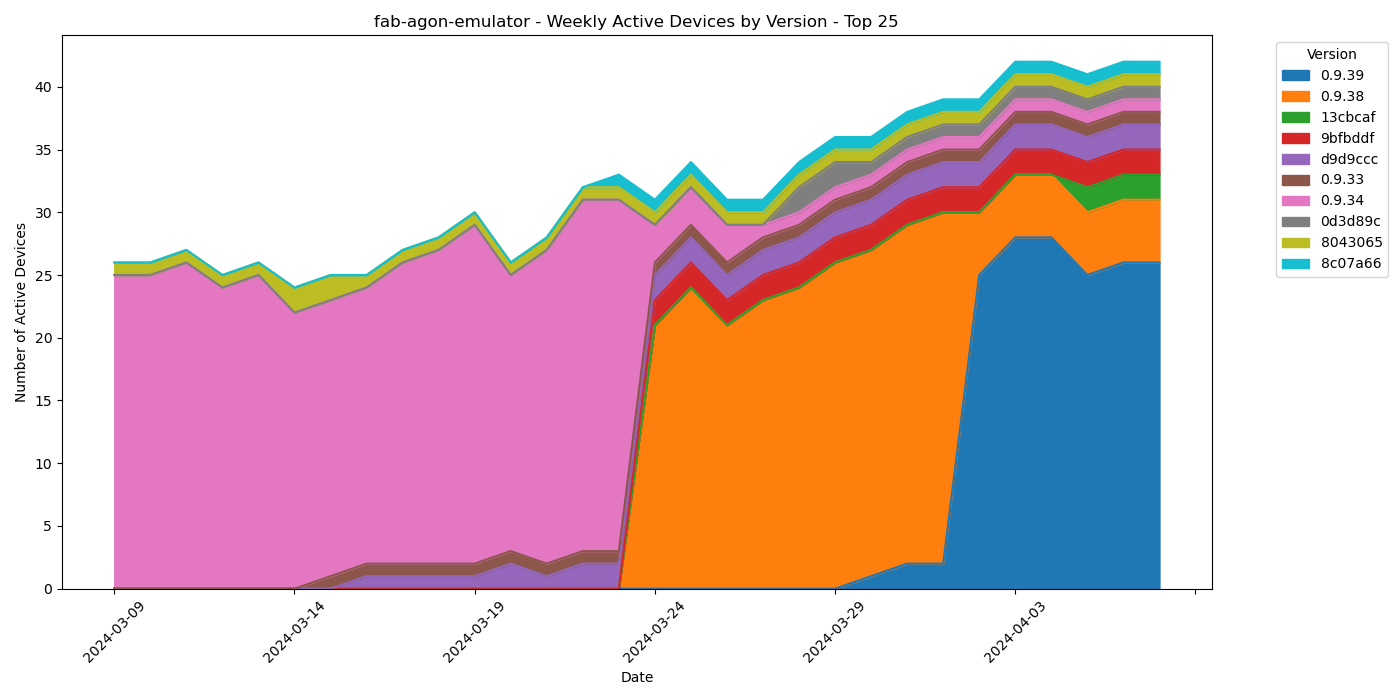 fab-agon-emulator - Weekly Active Devices by Version - Top 25
Number of Active Devices
40
35
30
25
20
15
10
5
0
2024-03-09
2024-03-14
2024-03-19
2024-03-24
2024-03-29
2024-04-03
Date
Version
0.9.39
0.9.38
13cbcaf
9bfbddf
d9d9ccc
0.9.33
0.9.34
0d3d89c
8043065
8c07a66